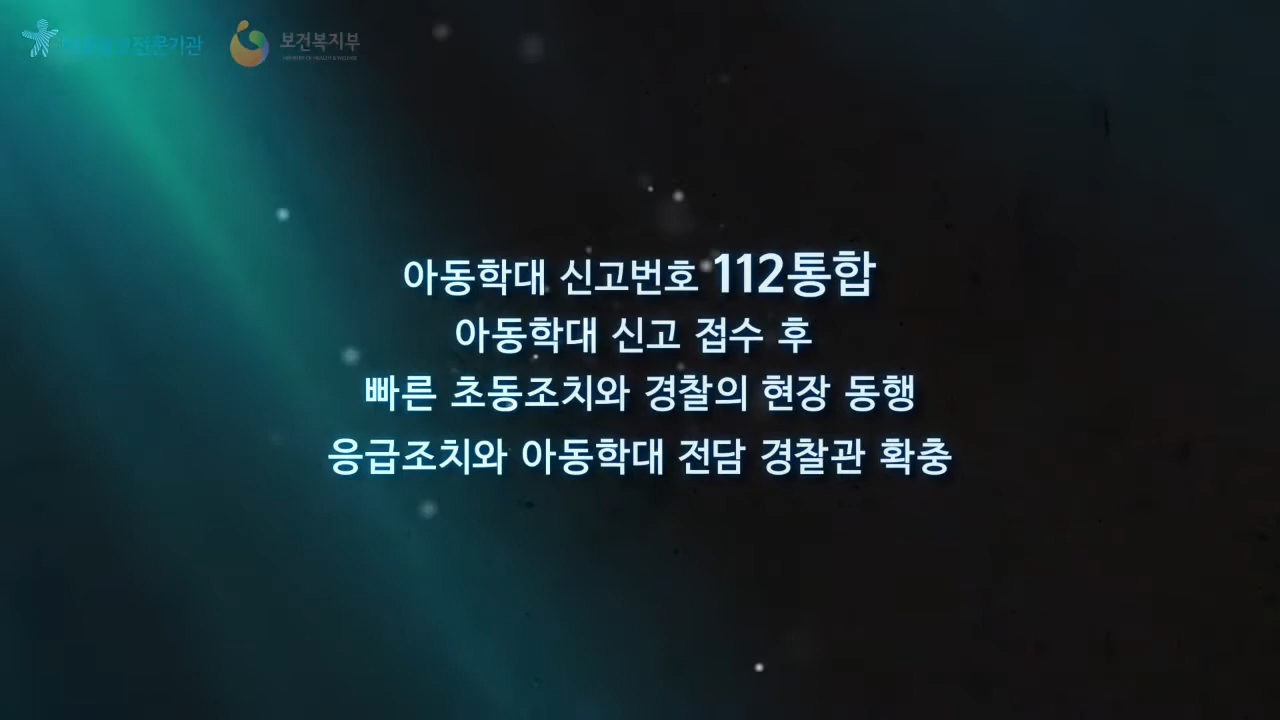 보건복지부
아동학대 신고번호 112통합
아동학대 신고 접수 후
빠른 초동조치와 경찰의 현장 동행
응급조치와 아동학대 전담 경찰관 확충